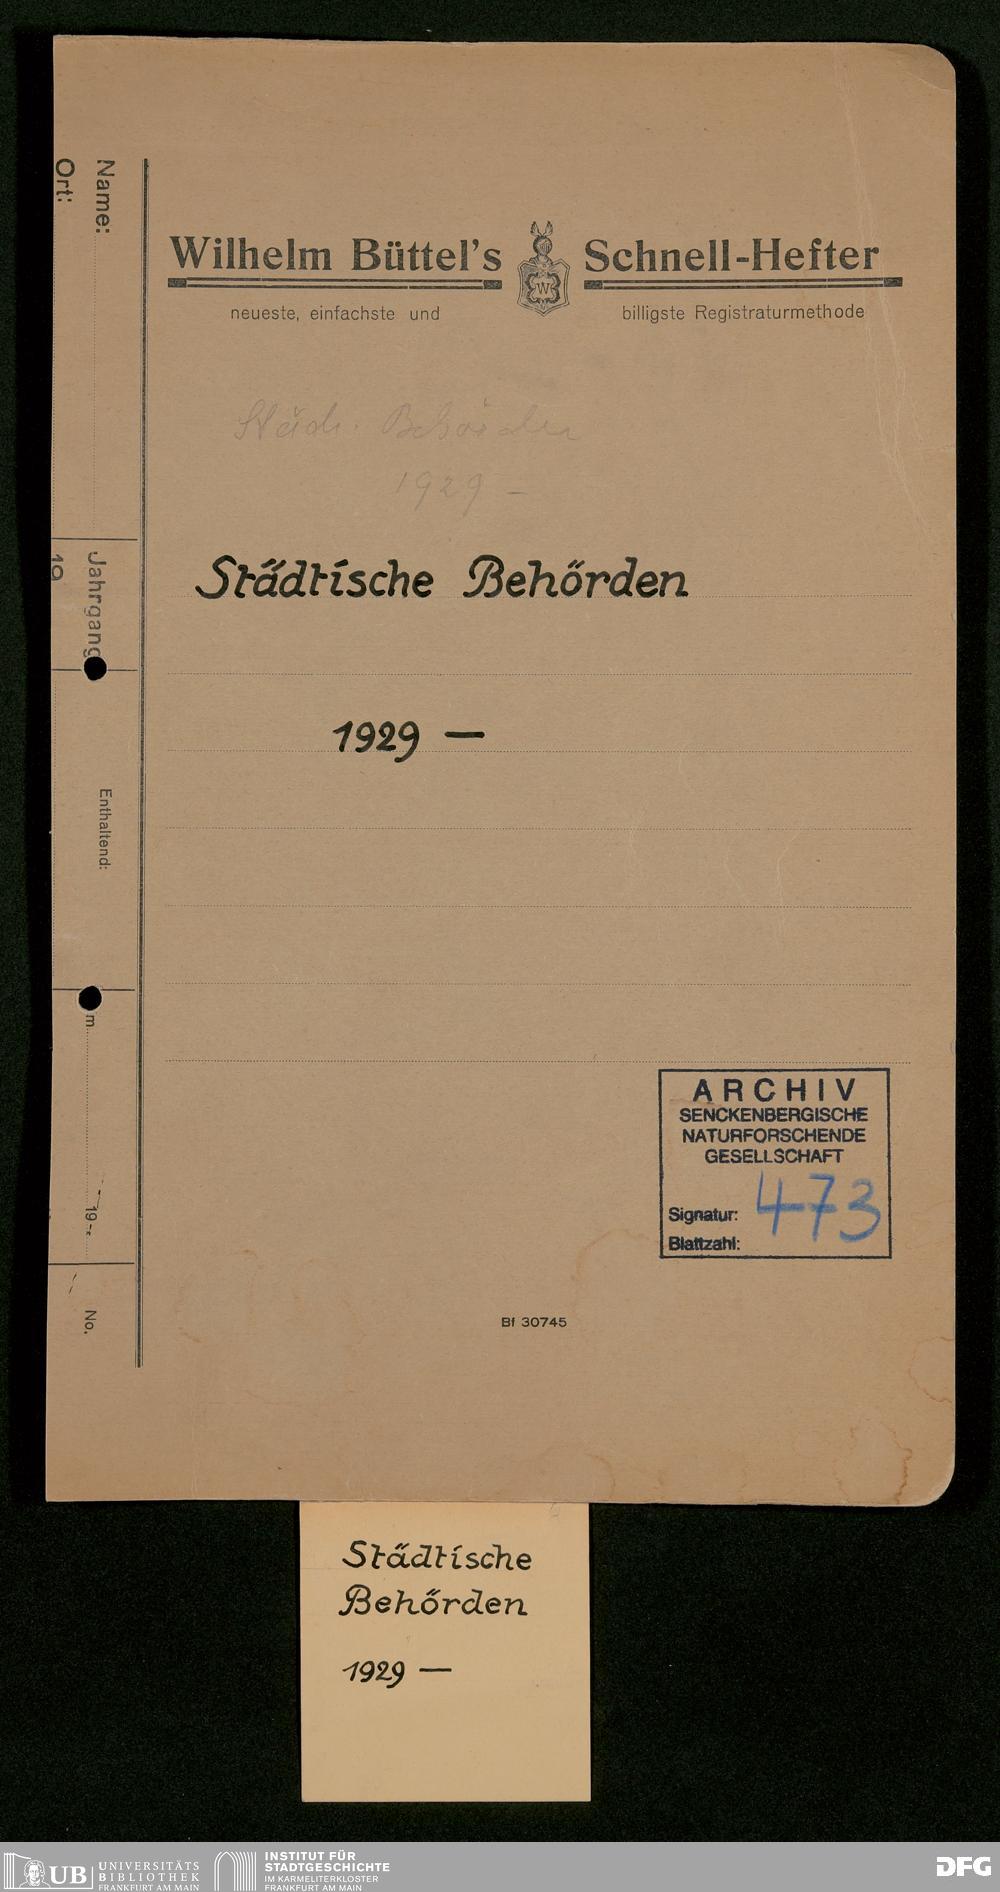 Name:
Ort:
Jahrgang
19
Enthaltend:
m
19
No.
Wilhelm Büttel's Schnell-Hefter
W
neueste, einfachste und billigste Registraturmethode
Städt. Behörden
1929 -
Städtische Behörden
1929 —
ARCHIV
SENCKENBERGISCHE
NATURFORSCHENDE
GESELLSCHAFT
Signatur: 473
Blattzahl:
Bf 30745
Städtische
Behörden
1929 —
UB UNIVERSITÄTS
BIBLIOTHEK
FRANKFURT AM MAIN
INSTITUT FÜR
STADTGESCHICHTE
IM KARMELITERKLOSTER
FRANKFURT AM MAIN
DFG